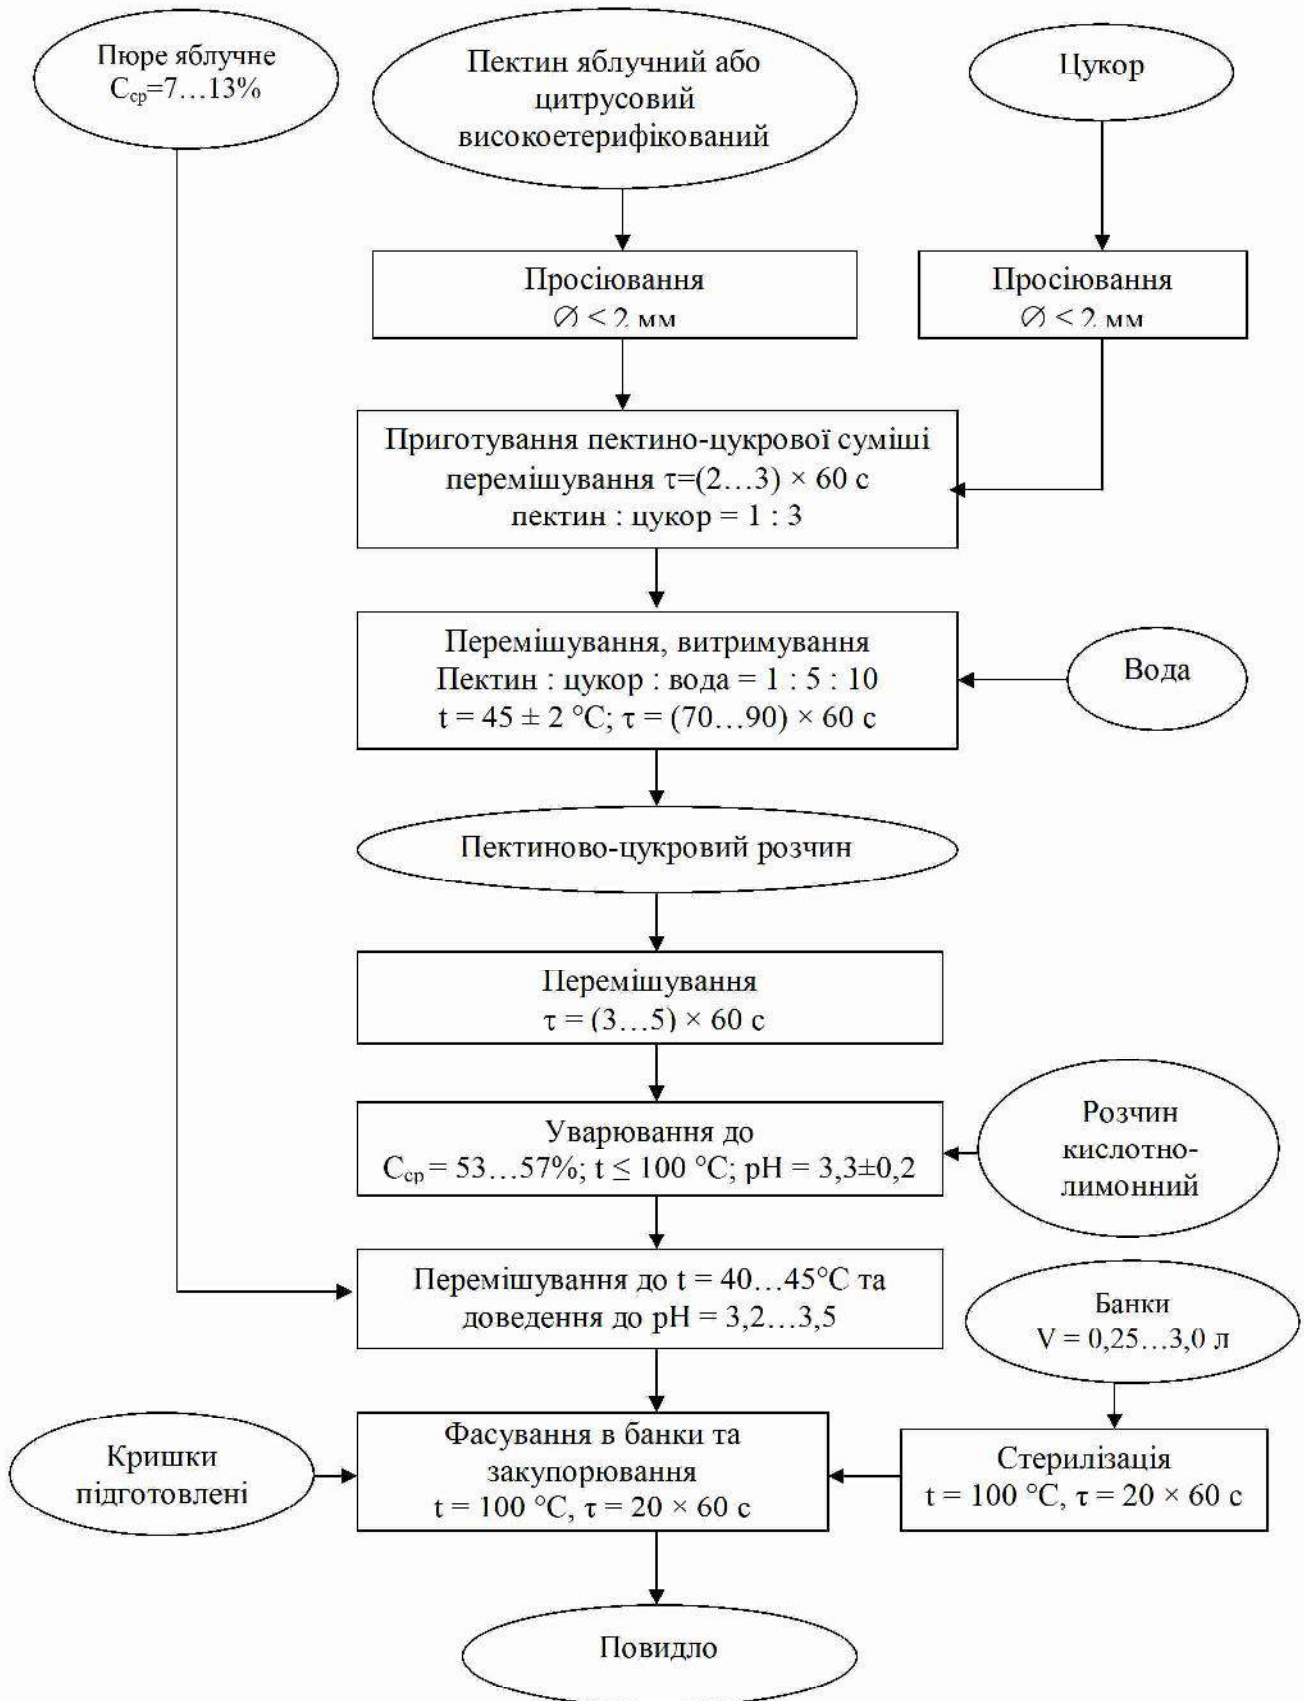 Пюре яблучне
Cср=7…13%
Пектин яблучний або
цитрусовий
високоетерифікований
Цукор
Просіювання
∅ < 2 мм
Просіювання
∅ < 2 мм
Приготування пектино-цукрової суміші
перемішування τ=(2…3) × 60 с
пектин : цукор = 1 : 3
Перемішування, витримування
Пектин : цукор : вода = 1 : 5 : 10
t = 45 ± 2 °C; τ = (70…90) × 60 с
Вода
Пектиново-цукровий розчин
Перемішування
τ = (3…5) × 60 с
Уварювання до
Cср = 53…57%; t ≤ 100 °C; pH = 3,3±0,2
Розчин
кислотно-
лимонний
Перемішування до t = 40…45°C та
доведення до pH = 3,2…3,5
Банки
V = 0,25…3,0 л
Кришки
підготовлені
Фасування в банки та
закупорювання
t = 100 °C, τ = 20 × 60 с
Стерилізація
t = 100 °C, τ = 20 × 60 с
Повидло